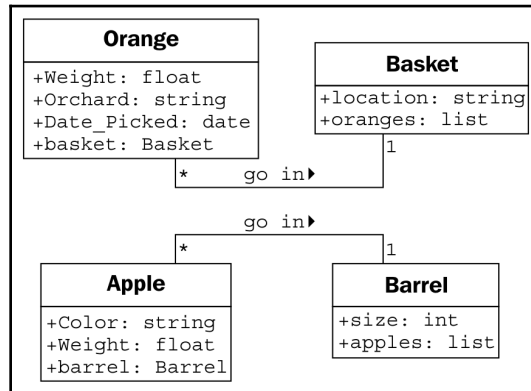 Orange
+Weight: float
+Orchard: string
+Date_Picked: date
+basket: Basket
Basket
+location: string
+oranges: list
* go in▶ 1
go in▶
* 1
Apple
+Color: string
+Weight: float
+barrel: Barrel
Barrel
+size: int
+apples: list